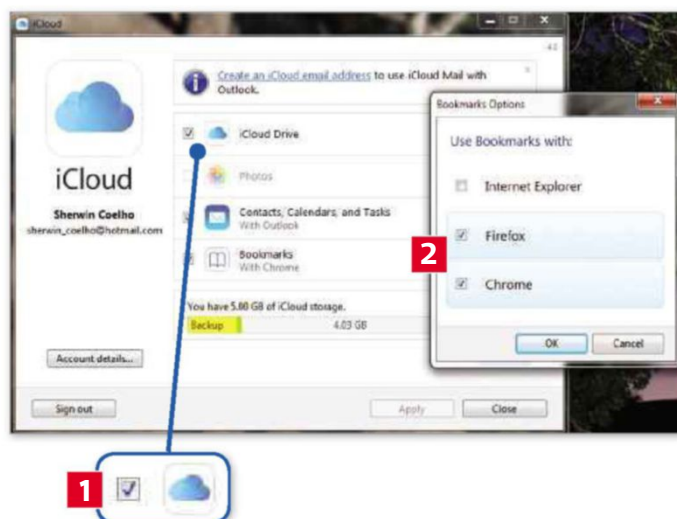 iCloud
Create an iCloud email address to use iCloud Mail with
Outlook.
iCloud Drive
Photos
iCloud
Sherwin Coelho
sherwin_coelho@hotmail.com
Contacts, Calendars, and Tasks
With Outlook
Bookmarks
With Chrome
You have 5.00 GB of iCloud storage.
Backup 4.03 GB
Account details...
Sign out Apply Close
Bookmarks Options
Use Bookmarks with:
Internet Explorer
2 Firefox
Chrome
OK Cancel
1